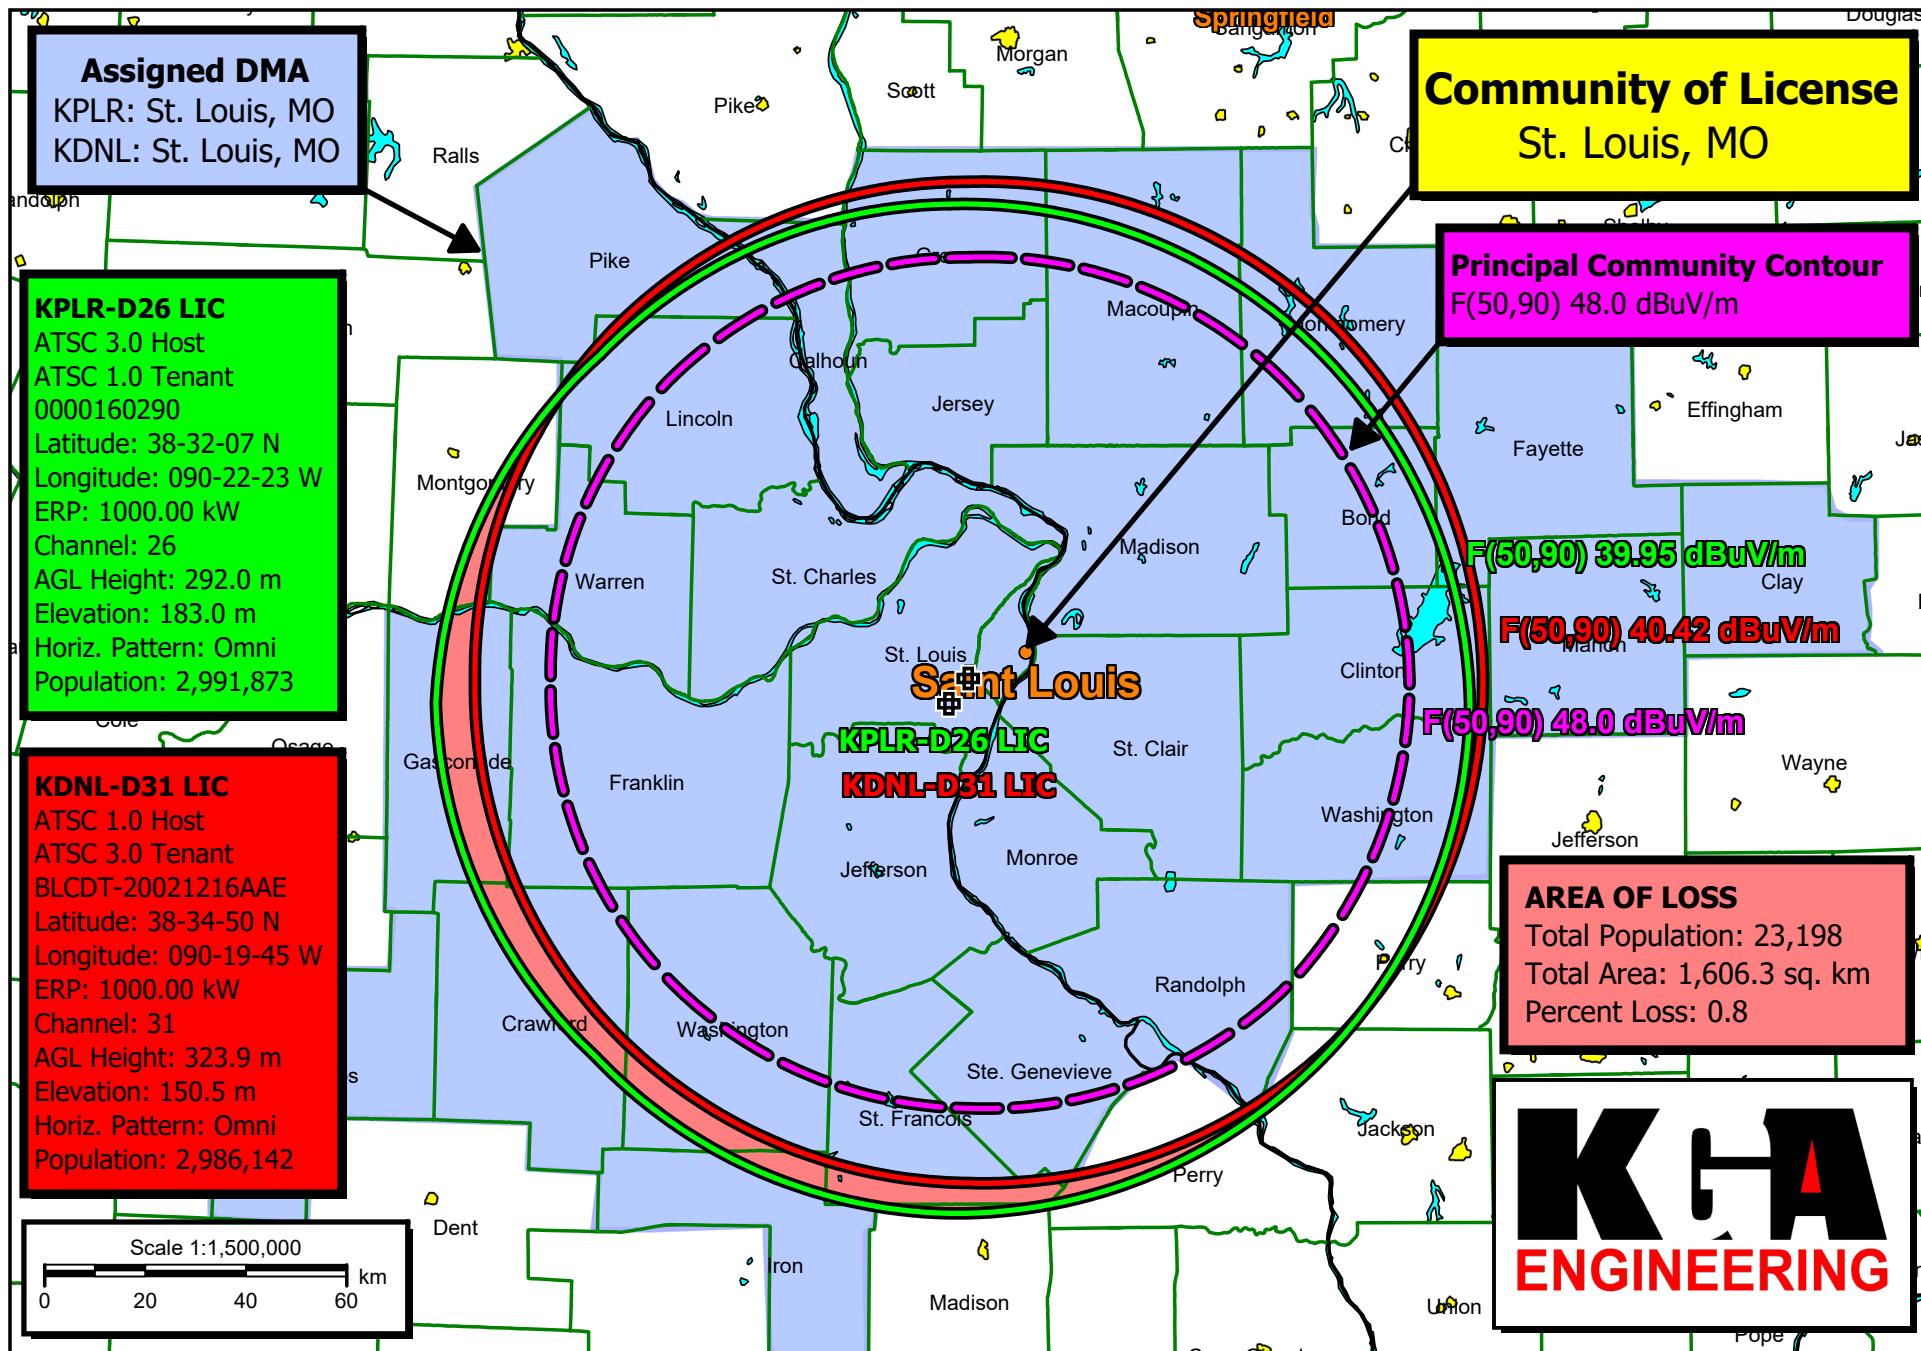 Assigned DMA
KPLR: St. Louis, MO
KDNL: St. Louis, MO
Community of License
St. Louis, MO
Principal Community Contour
F(50,90) 48.0 dBuV/m
KPLR-D26 LIC
ATSC 3.0 Host
ATSC 1.0 Tenant
0000160290
Latitude: 38-32-07 N
Longitude: 090-22-23 W
ERP: 1000.00 kW
Channel: 26
AGL Height: 292.0 m
Elevation: 183.0 m
Horiz. Pattern: Omni
Population: 2,991,873
KDNL-D31 LIC
ATSC 1.0 Host
ATSC 3.0 Tenant
BLCDT-20021216AAE
Latitude: 38-34-50 N
Longitude: 090-19-45 W
ERP: 1000.00 kW
Channel: 31
AGL Height: 323.9 m
Elevation: 150.5 m
Horiz. Pattern: Omni
Population: 2,986,142
Scale 1:1,500,000
km
0 20 40 60
Springfield
Sangamon
Douglas
Morgan
Scott
Pike
Ralls
Pike
Macoupin
Montgomery
Shelby
Calhoun
Jersey
Lincoln
Effingham
Fayette
Montgomery
Bond
Madison
F(50,90) 39.95 dBuV/m
Clay
Warren
St. Charles
F(50,90) 40.42 dBuV/m
Marion
St. Louis
Saint Louis
Clinton
F(50,90) 48.0 dBuV/m
Cole
Osage
KPLR-D26 LIC
KDNL-D31 LIC
St. Clair
Wayne
Gasconade
Franklin
Washington
Jefferson
Monroe
Jefferson
Perry
Randolph
Crawford
Washington
Ste. Genevieve
St. Francois
Jackson
Perry
Dent
Iron
Madison
Union
Pope
AREA OF LOSS
Total Population: 23,198
Total Area: 1,606.3 sq. km
Percent Loss: 0.8
KGA
ENGINEERING